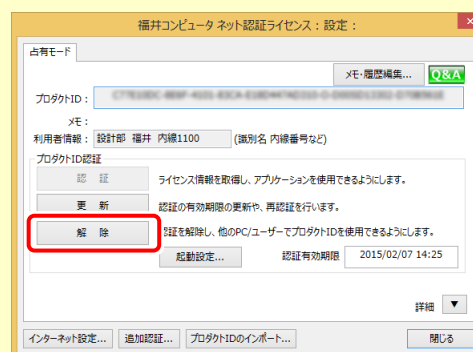 福井コンピュータ ネット認証ライセンス：設定：
占有モード
メモ・履歴編集... Q&A
プロダクトID：
メモ：
利用者情報： 設計部 福井 内線1100 (識別名 内線番号など)
プロダクトID認証
認 証 ライセンス情報を取得し、アプリケーションを使用できるようにします。
更 新 認証の有効期限の更新や、再認証を行います。
解 除 認証を解除し、他のPC/ユーザーでプロダクトIDを使用できるようにします。
起動設定... 認証有効期限 2015/02/07 14:25
詳細 ▼
インターネット設定... 追加認証... プロダクトIDのインポート... 閉じる